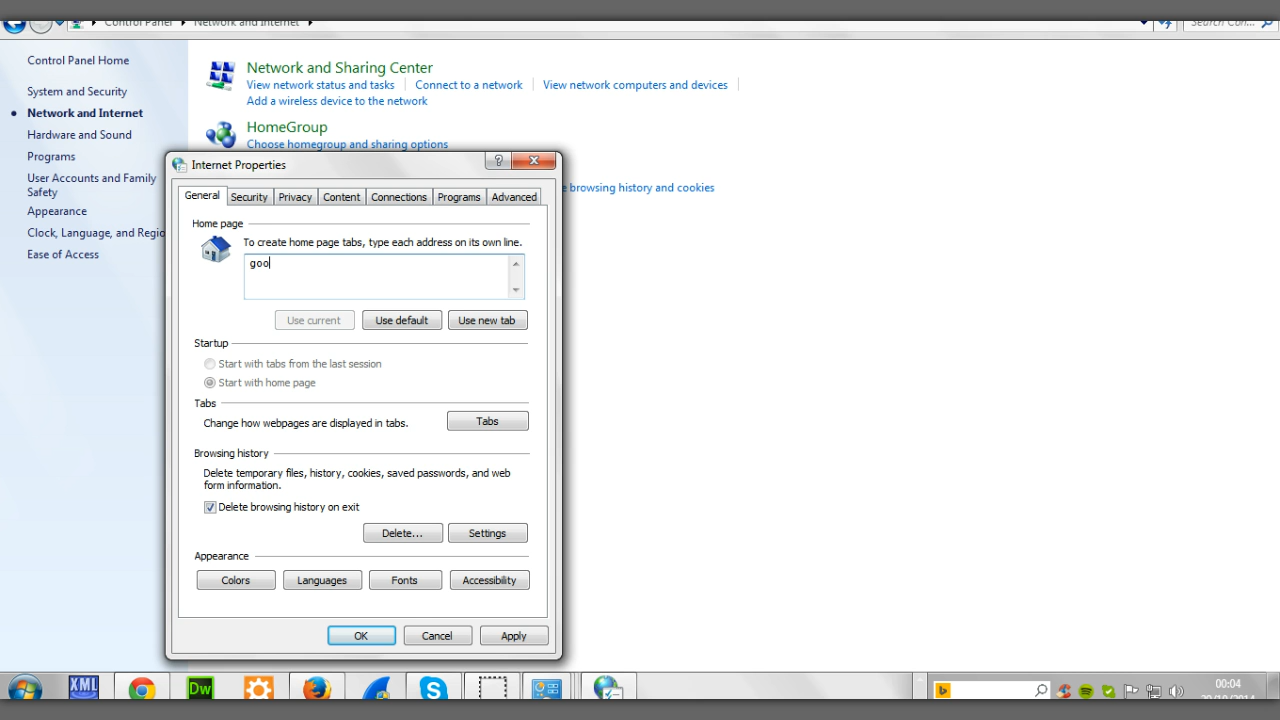 Control Panel
Network and Internet
Search Con...
Control Panel Home
System and Security
Network and Internet
Hardware and Sound
Programs
User Accounts and Family
Safety
Appearance
Clock, Language, and Regio
Ease of Access
Network and Sharing Center
View network status and tasks
Connect to a network
View network computers and devices
Add a wireless device to the network
HomeGroup
Choose homegroup and sharing options
e browsing history and cookies
Internet Properties
?
General
Security
Privacy
Content
Connections
Programs
Advanced
Home page
To create home page tabs, type each address on its own line.
goo
Use current
Use default
Use new tab
Startup
Start with tabs from the last session
Start with home page
Tabs
Change how webpages are displayed in tabs.
Tabs
Browsing history
Delete temporary files, history, cookies, saved passwords, and web
form information.
Delete browsing history on exit
Delete...
Settings
Appearance
Colors
Languages
Fonts
Accessibility
OK
Cancel
Apply
XML
Dw
00:04